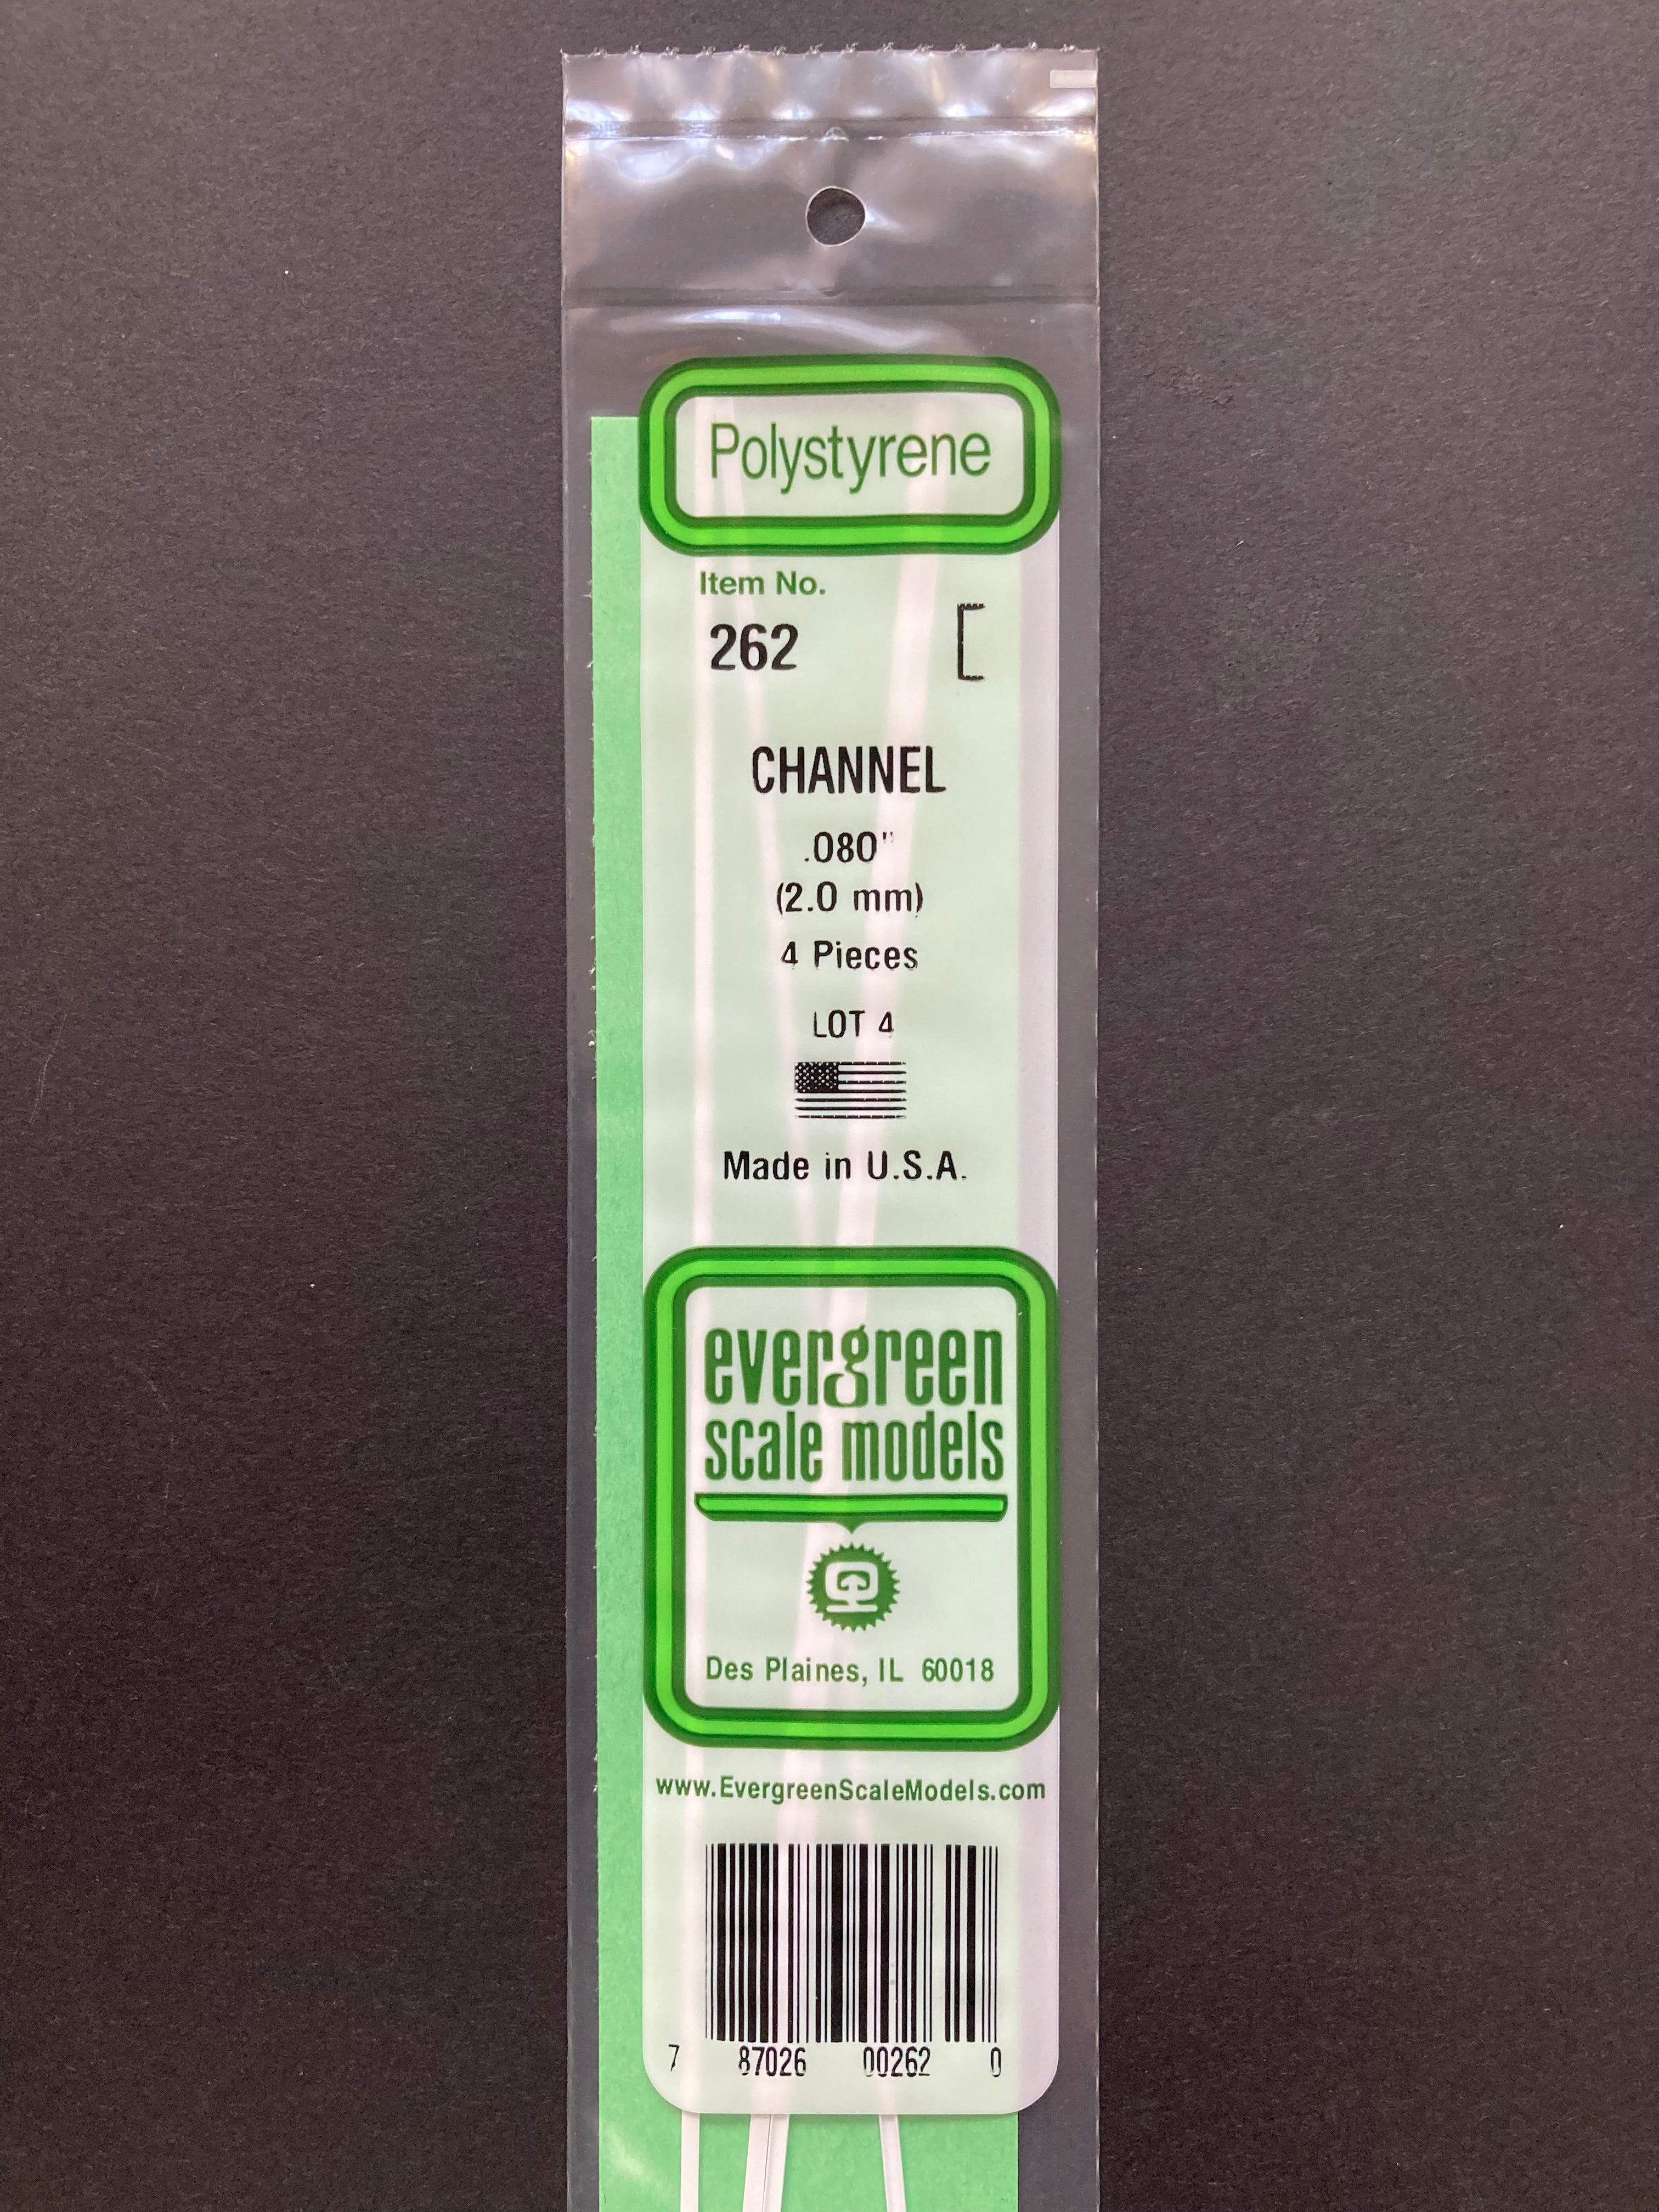 Polystyrene
Item No.
262
CHANNEL
.080"
(2.0 mm)
4 Pieces
LOT 4
Made in U.S.A.
evergreen
scale models
Des Plaines, IL 60018
www.EvergreenScaleModels.com
7 87026 00262 0